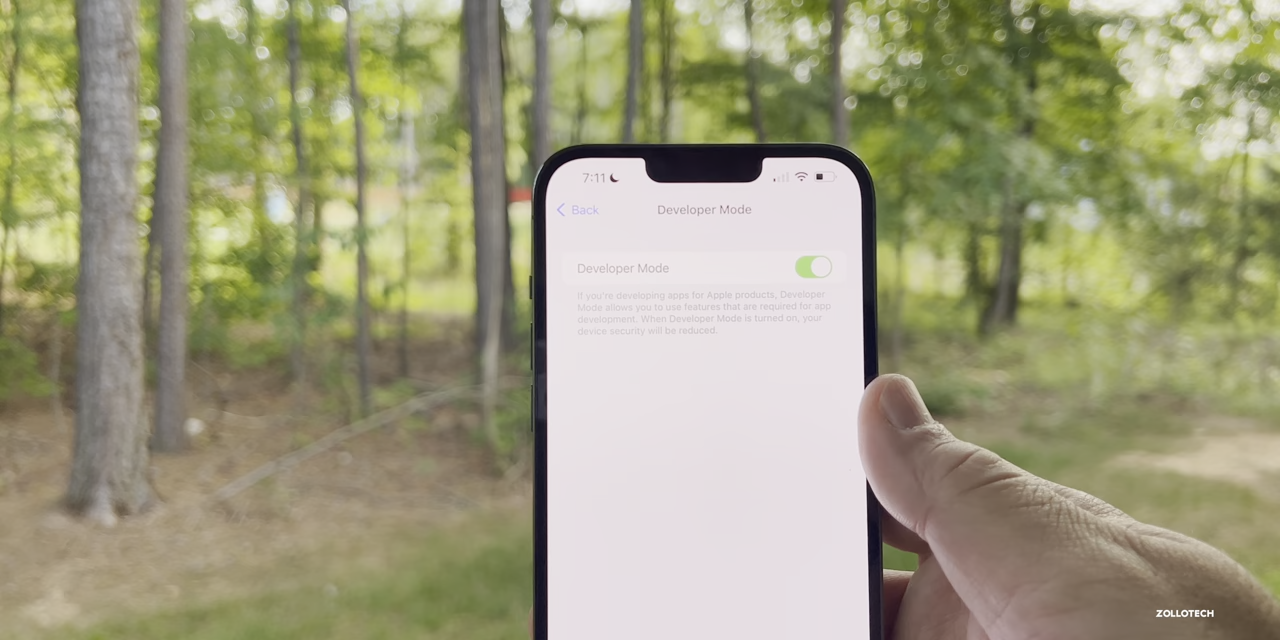 7:11
Back
Developer Mode
Developer Mode
If you're developing apps for Apple products, Developer
Mode allows you to use features that are required for app
development. When Developer Mode is turned on, your
device security will be reduced.
ZOLLOTECH